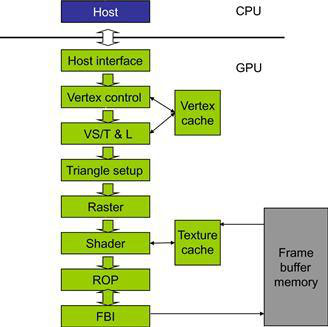 Host
CPU
Host interface
GPU
Vertex control
Vertex
cache
VS/T & L
Triangle setup
Raster
Shader
Texture
cache
Frame
buffer
memory
ROP
FBI